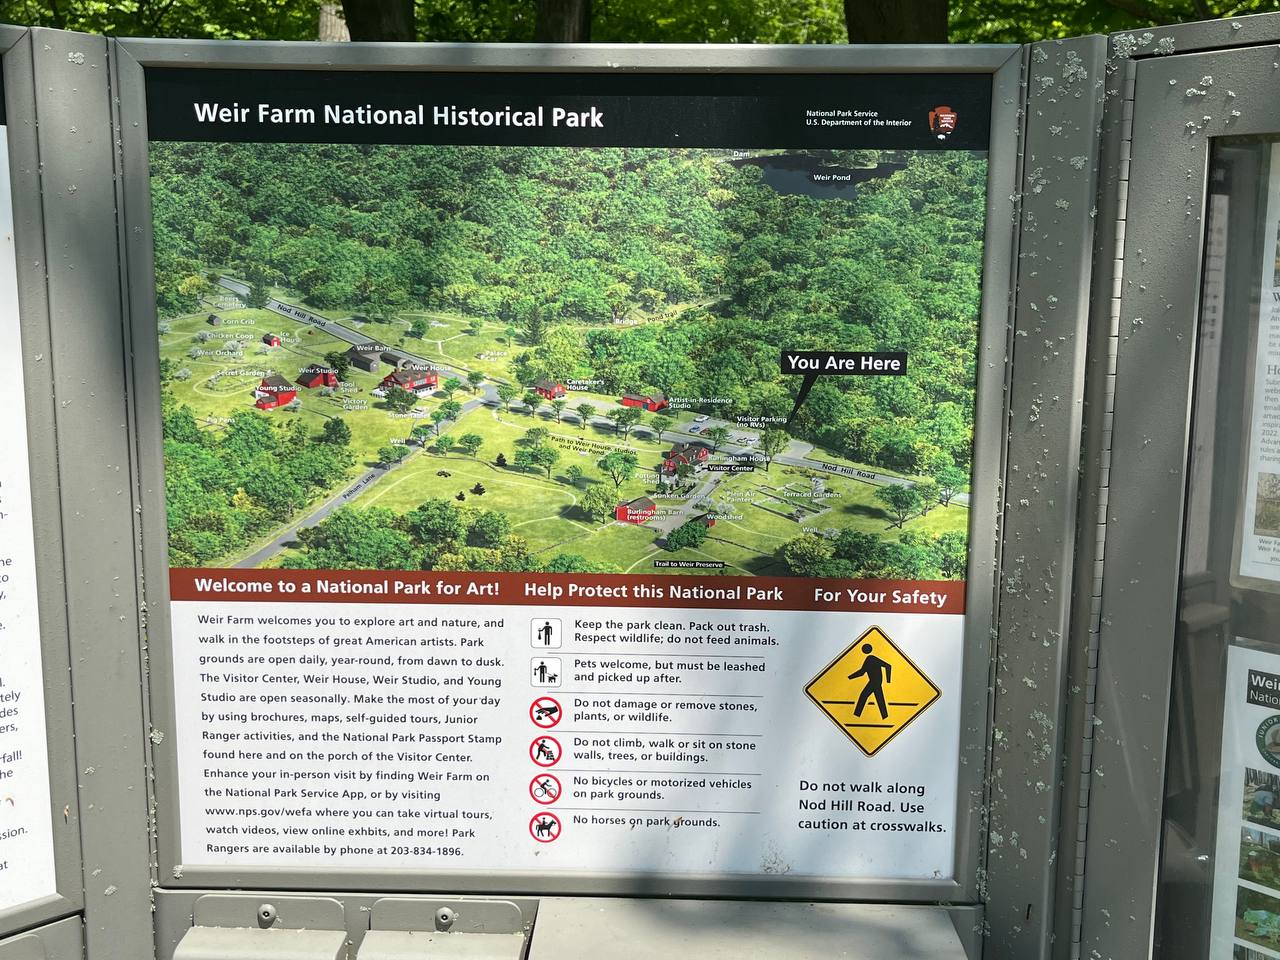 Weir Farm National Historical Park
National Park Service
U.S. Department of the Interior
Dam
Weir Pond
Beers
Cemetery
Nod Hill Road
Corn Crib
Chicken Coop
Ice
House
Weir Orchard
Secret Garden
Weir Studio
Weir Barn
Weir House
Young Studio
Tool
Shed
Victory
Garden
Pig Pens
Stone Table
Well
Palace
Car
Bridge
Pond trail
Caretaker's
House
Artist-in-Residence
Studio
You Are Here
Visitor Parking
(no RVs)
Path to Weir House, studios,
and Weir Pond
Burlingham House
Visitor Center
Nod Hill Road
Potting
Shed
Sunken Garden
Plein Air
Painters
Terraced Gardens
Pelham Lane
Burlingham Barn
(restrooms)
Woodshed
Well
Trail to Weir Preserve
Welcome to a National Park for Art!
Weir Farm welcomes you to explore art and nature, and
walk in the footsteps of great American artists. Park
grounds are open daily, year-round, from dawn to dusk.
The Visitor Center, Weir House, Weir Studio, and Young
Studio are open seasonally. Make the most of your day
by using brochures, maps, self-guided tours, Junior
Ranger activities, and the National Park Passport Stamp
found here and on the porch of the Visitor Center.
Enhance your in-person visit by finding Weir Farm on
the National Park Service App, or by visiting
www.nps.gov/wefa where you can take virtual tours,
watch videos, view online exhbits, and more! Park
Rangers are available by phone at 203-834-1896.
Help Protect this National Park
Keep the park clean. Pack out trash.
Respect wildlife; do not feed animals.
Pets welcome, but must be leashed
and picked up after.
Do not damage or remove stones,
plants, or wildlife.
Do not climb, walk or sit on stone
walls, trees, or buildings.
No bicycles or motorized vehicles
on park grounds.
No horses on park grounds.
For Your Safety
Do not walk along
Nod Hill Road. Use
caution at crosswalks.